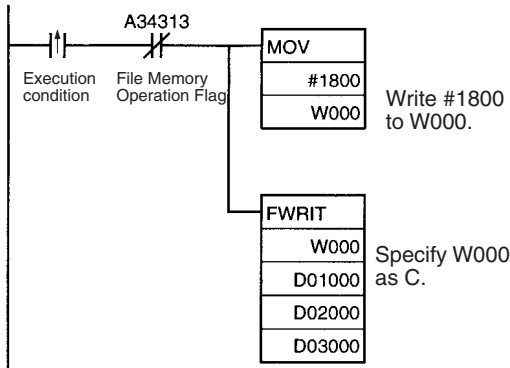 A34313
Execution
condition
File Memory
Operation Flag
MOV
#1800
W000
Write #1800
to W000.
FWRIT
W000
D01000
D02000
D03000
Specify W000
as C.